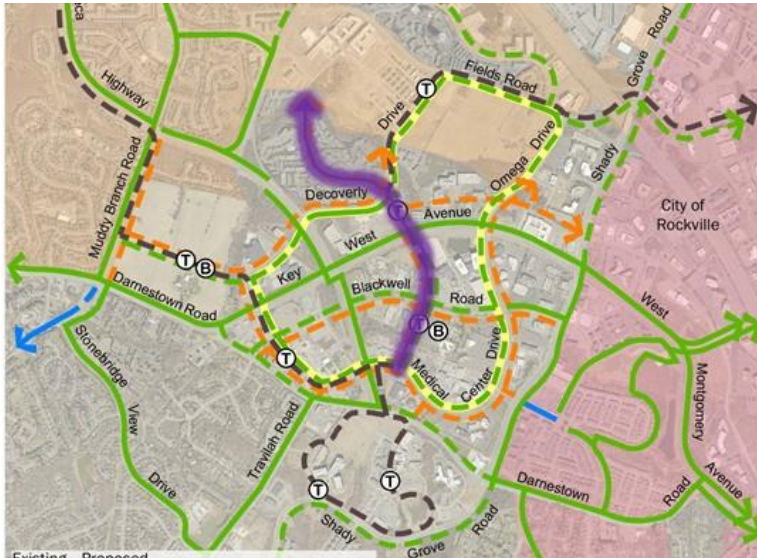 ca
Highway
Muddy Branch Road
Fields Road
Grove Road
Drive
Omega Drive
Shady
Decoverly
Avenue
City of
Rockville
T
T
B
T
T
B
T
T
T
Key
West
Blackwell
Road
West
Darnestown Road
Medical
Center Drive
Stonebridge
View
Drive
Travilah Road
Montgomery
Avenue
Darnestown
Road
Shady
Grove
Road
Existing
Proposed